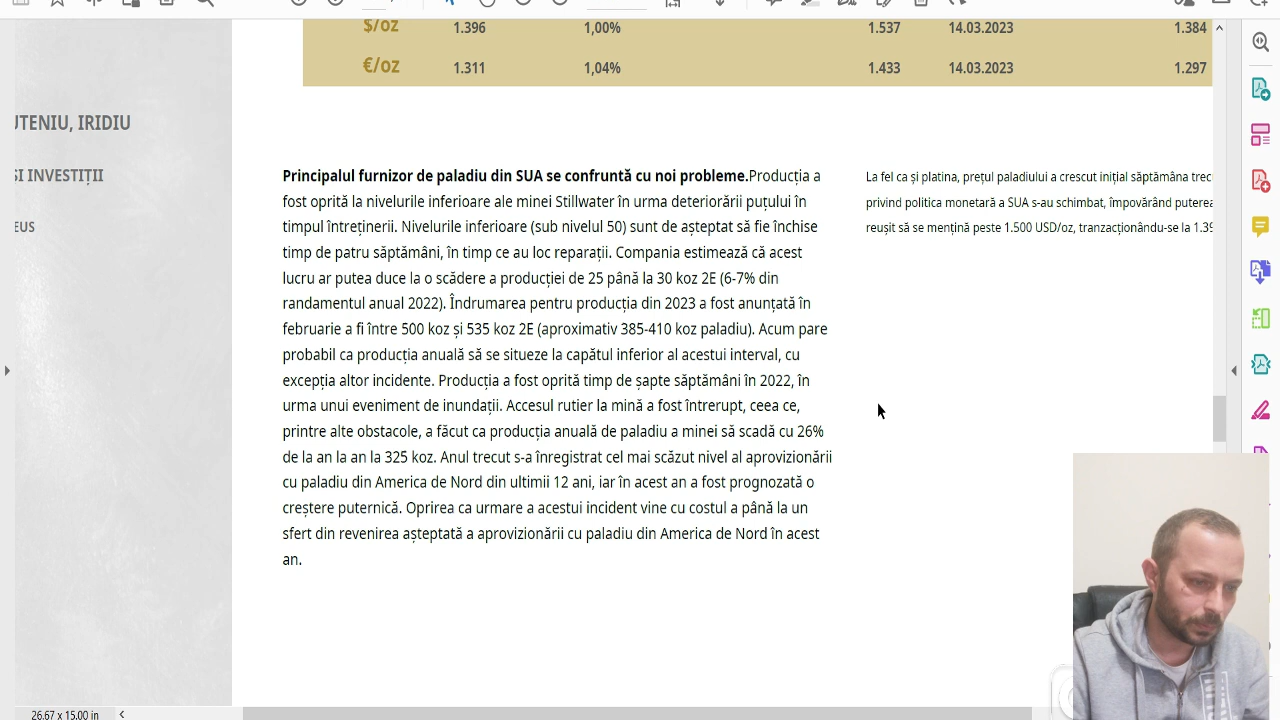 $/oz 1.396 1,00% 1.537 14.03.2023 1.384
€/oz 1.311 1,04% 1.433 14.03.2023 1.297
UTENIU, IRIDIU
ȘI INVESTIȚII
EUS
Principalul furnizor de paladiu din SUA se confruntă cu noi probleme.Producția a
fost oprită la nivelurile inferioare ale minei Stillwater în urma deteriorării puțului în
timpul întreținerii. Nivelurile inferioare (sub nivelul 50) sunt de așteptat să fie închise
timp de patru săptămâni, în timp ce au loc reparații. Compania estimează că acest
lucru ar putea duce la o scădere a producției de 25 până la 30 koz 2E (6-7% din
randamentul anual 2022). Îndrumarea pentru producția din 2023 a fost anunțată în
februarie a fi între 500 koz și 535 koz 2E (aproximativ 385-410 koz paladiu). Acum pare
probabil ca producția anuală să se situeze la capătul inferior al acestui interval, cu
excepția altor incidente. Producția a fost oprită timp de șapte săptămâni în 2022, în
urma unui eveniment de inundații. Accesul rutier la mină a fost întrerupt, ceea ce,
printre alte obstacole, a făcut ca producția anuală de paladiu a minei să scadă cu 26%
de la an la an la 325 koz. Anul trecut s-a înregistrat cel mai scăzut nivel al aprovizionării
cu paladiu din America de Nord din ultimii 12 ani, iar în acest an a fost prognozată o
creștere puternică. Oprirea ca urmare a acestui incident vine cu costul a până la un
sfert din revenirea așteptată a aprovizionării cu paladiu din America de Nord în acest
an.
La fel ca și platina, prețul paladiului a crescut inițial săptămâna trec
privind politica monetară a SUA s-au schimbat, împovărând puterea
reușit să se mențină peste 1.500 USD/oz, tranzacționându-se la 1.39
26.67 x 15.00 in